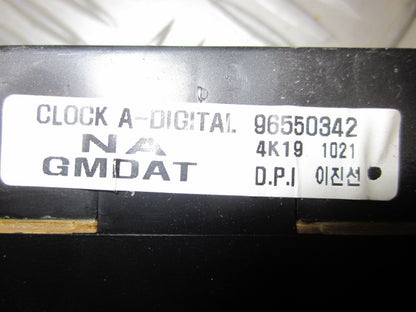 CLOCK A-DIGITAL 96550342
NA 4K19 1021
GMDAT D.P.I 이진선